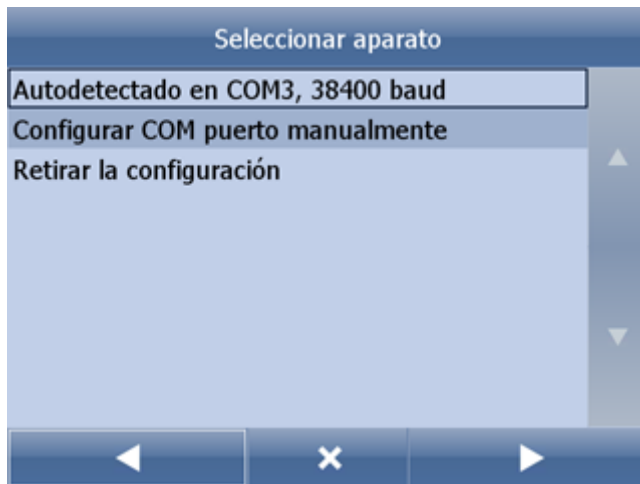 Seleccionar aparato
Autodetectado en COM3, 38400 baud
Configurar COM puerto manualmente
Retirar la configuración